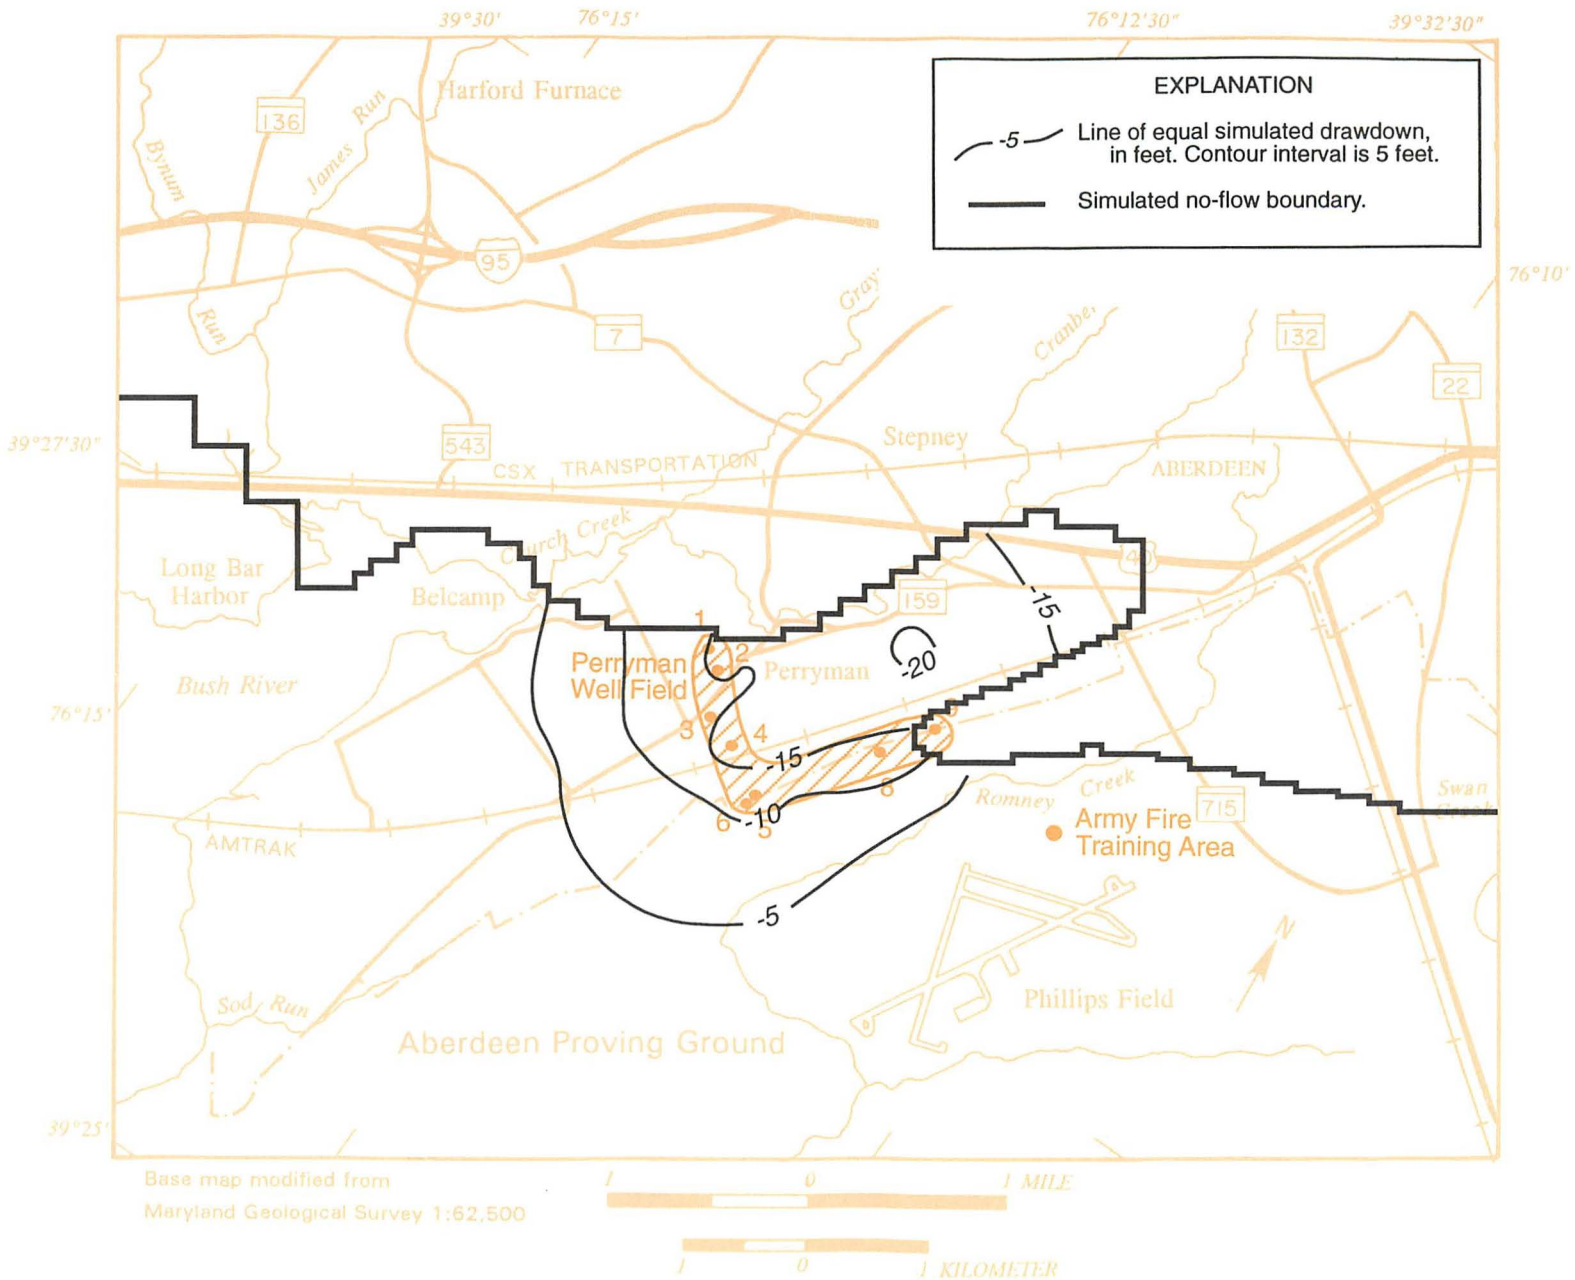 39°30'
76°15'
76°12'30"
39°32'30"
EXPLANATION
-5
Line of equal simulated drawdown,
in feet. Contour interval is 5 feet.
Simulated no-flow boundary.
Harford Furnace
136
James Run
Bynum
Run
95
76°10'
7
Gray
Cranber
132
22
39°27'30"
543
CSX TRANSPORTATION
Stepney
ABERDEEN
Church Creek
40
Long Bar
Harbor
Belcamp
159
-15
1
2
Perryman
Well Field
Perryman
-20
Bush River
76°15'
3
4
9
-15
8
Romney Creek
Swan
Creek
715
-10
6
5
Army Fire
Training Area
AMTRAK
-5
N
Sod Run
Phillips Field
Aberdeen Proving Ground
39°25'
Base map modified from
Maryland Geological Survey 1:62,500
1 0 1 MILE
1 0 1 KILOMETER